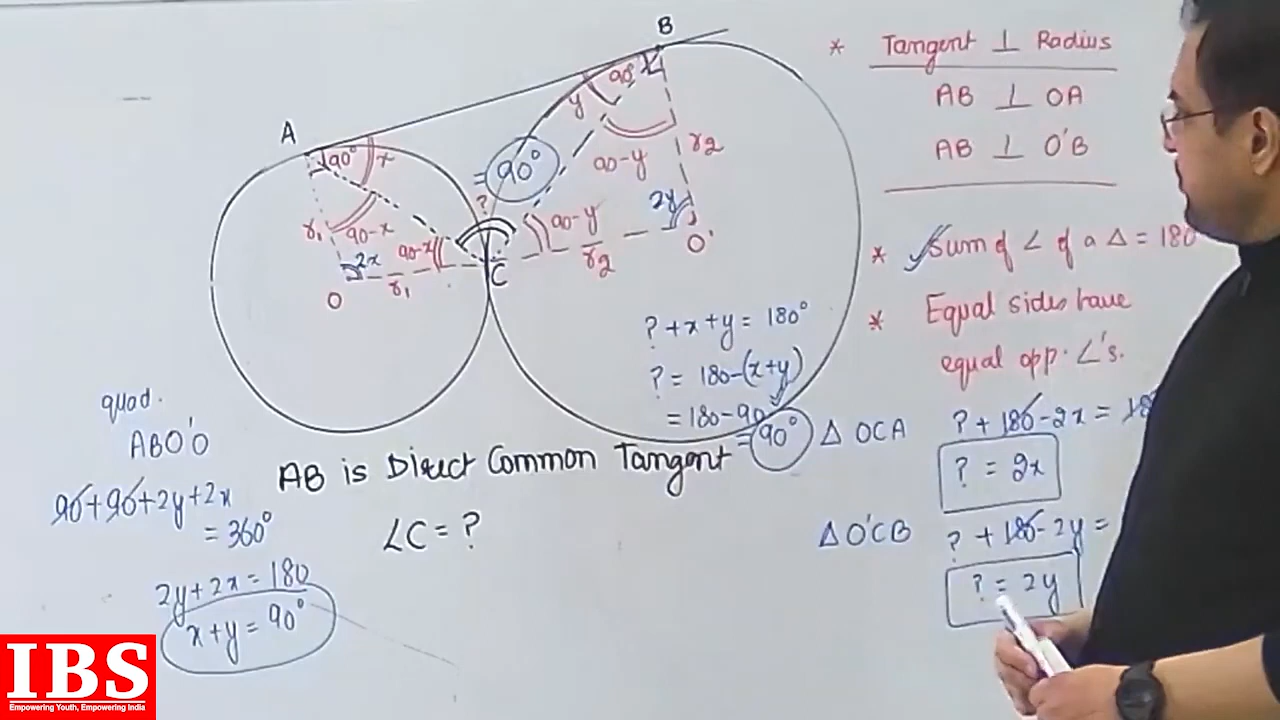 A
B
90°
x
y
90°
90-x
90-y
r₁
r₂
= 90°
?
2x
2y
90-x
90-y
O
r₁
C
r₂
O'
* Tangent ⊥ Radius
AB ⊥ OA
AB ⊥ O'B
* Sum of ∠ of a Δ = 180
* Equal sides have
equal opp. ∠'s.
? + x + y = 180°
? = 180-(x+y)
= 180-90
= 90°
Δ OCA
? + 180-2x = 180
? = 2x
Δ O'CB
? + 180-2y =
? = 2y
AB is Direct Common Tangent
∠C = ?
quad.
ABO'O
90+90+2y+2x
= 360°
2y+2x = 180
x+y = 90°
IBS
Empowering Youth, Empowering India